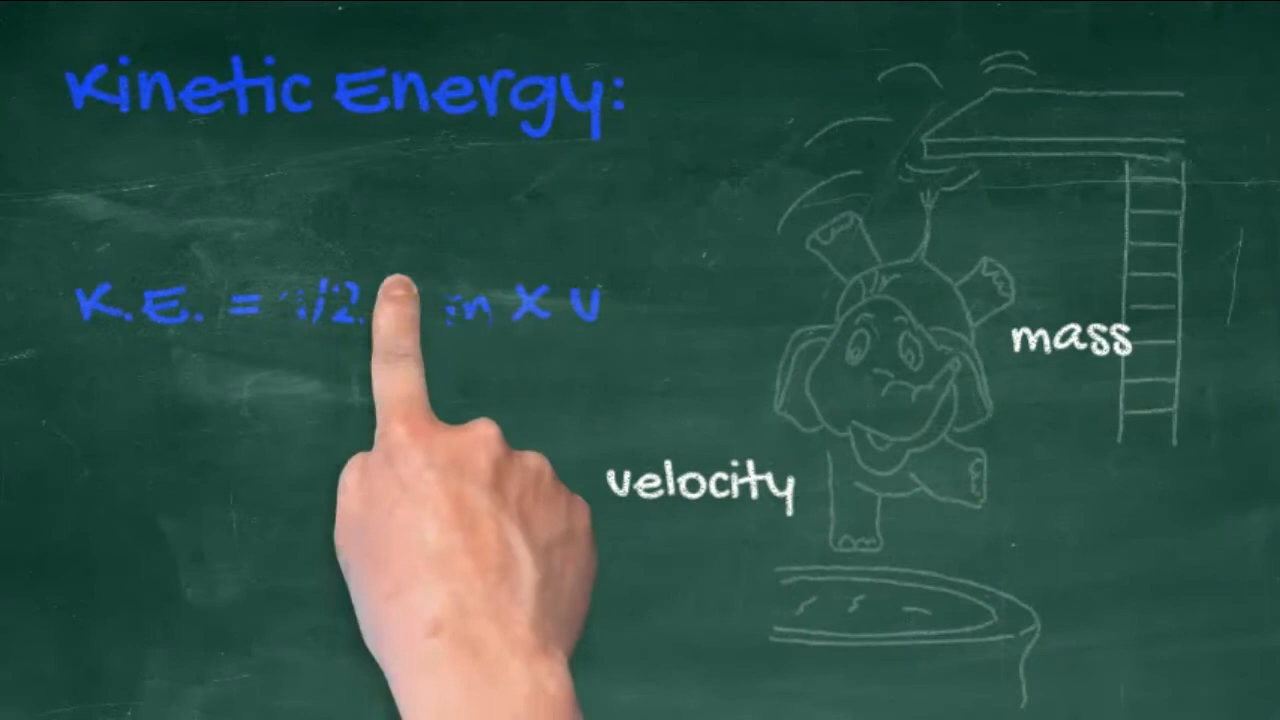 Kinetic Energy:
K.E. = 1/2 m X v
mass
velocity